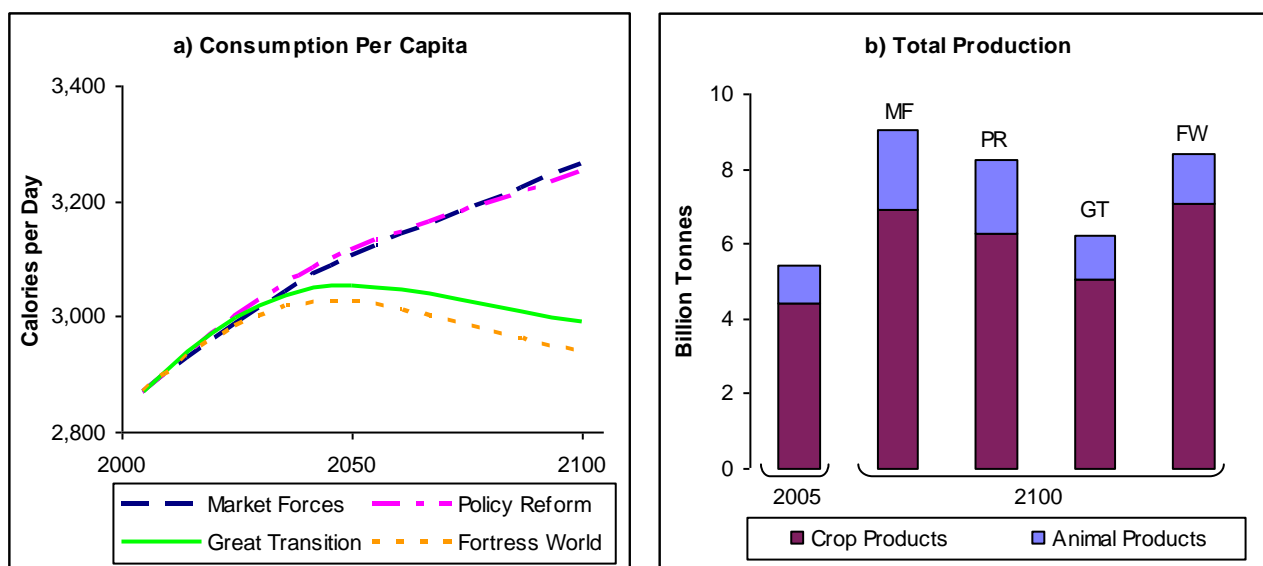 a) Consumption Per Capita
3,400
3,200
3,000
2,800
Calories per Day
2000 2050 2100
Market Forces Policy Reform
Great Transition Fortress World
b) Total Production
10
8
6
4
2
0
Billion Tonnes
MF
PR
GT
FW
2005 2100
Crop Products Animal Products